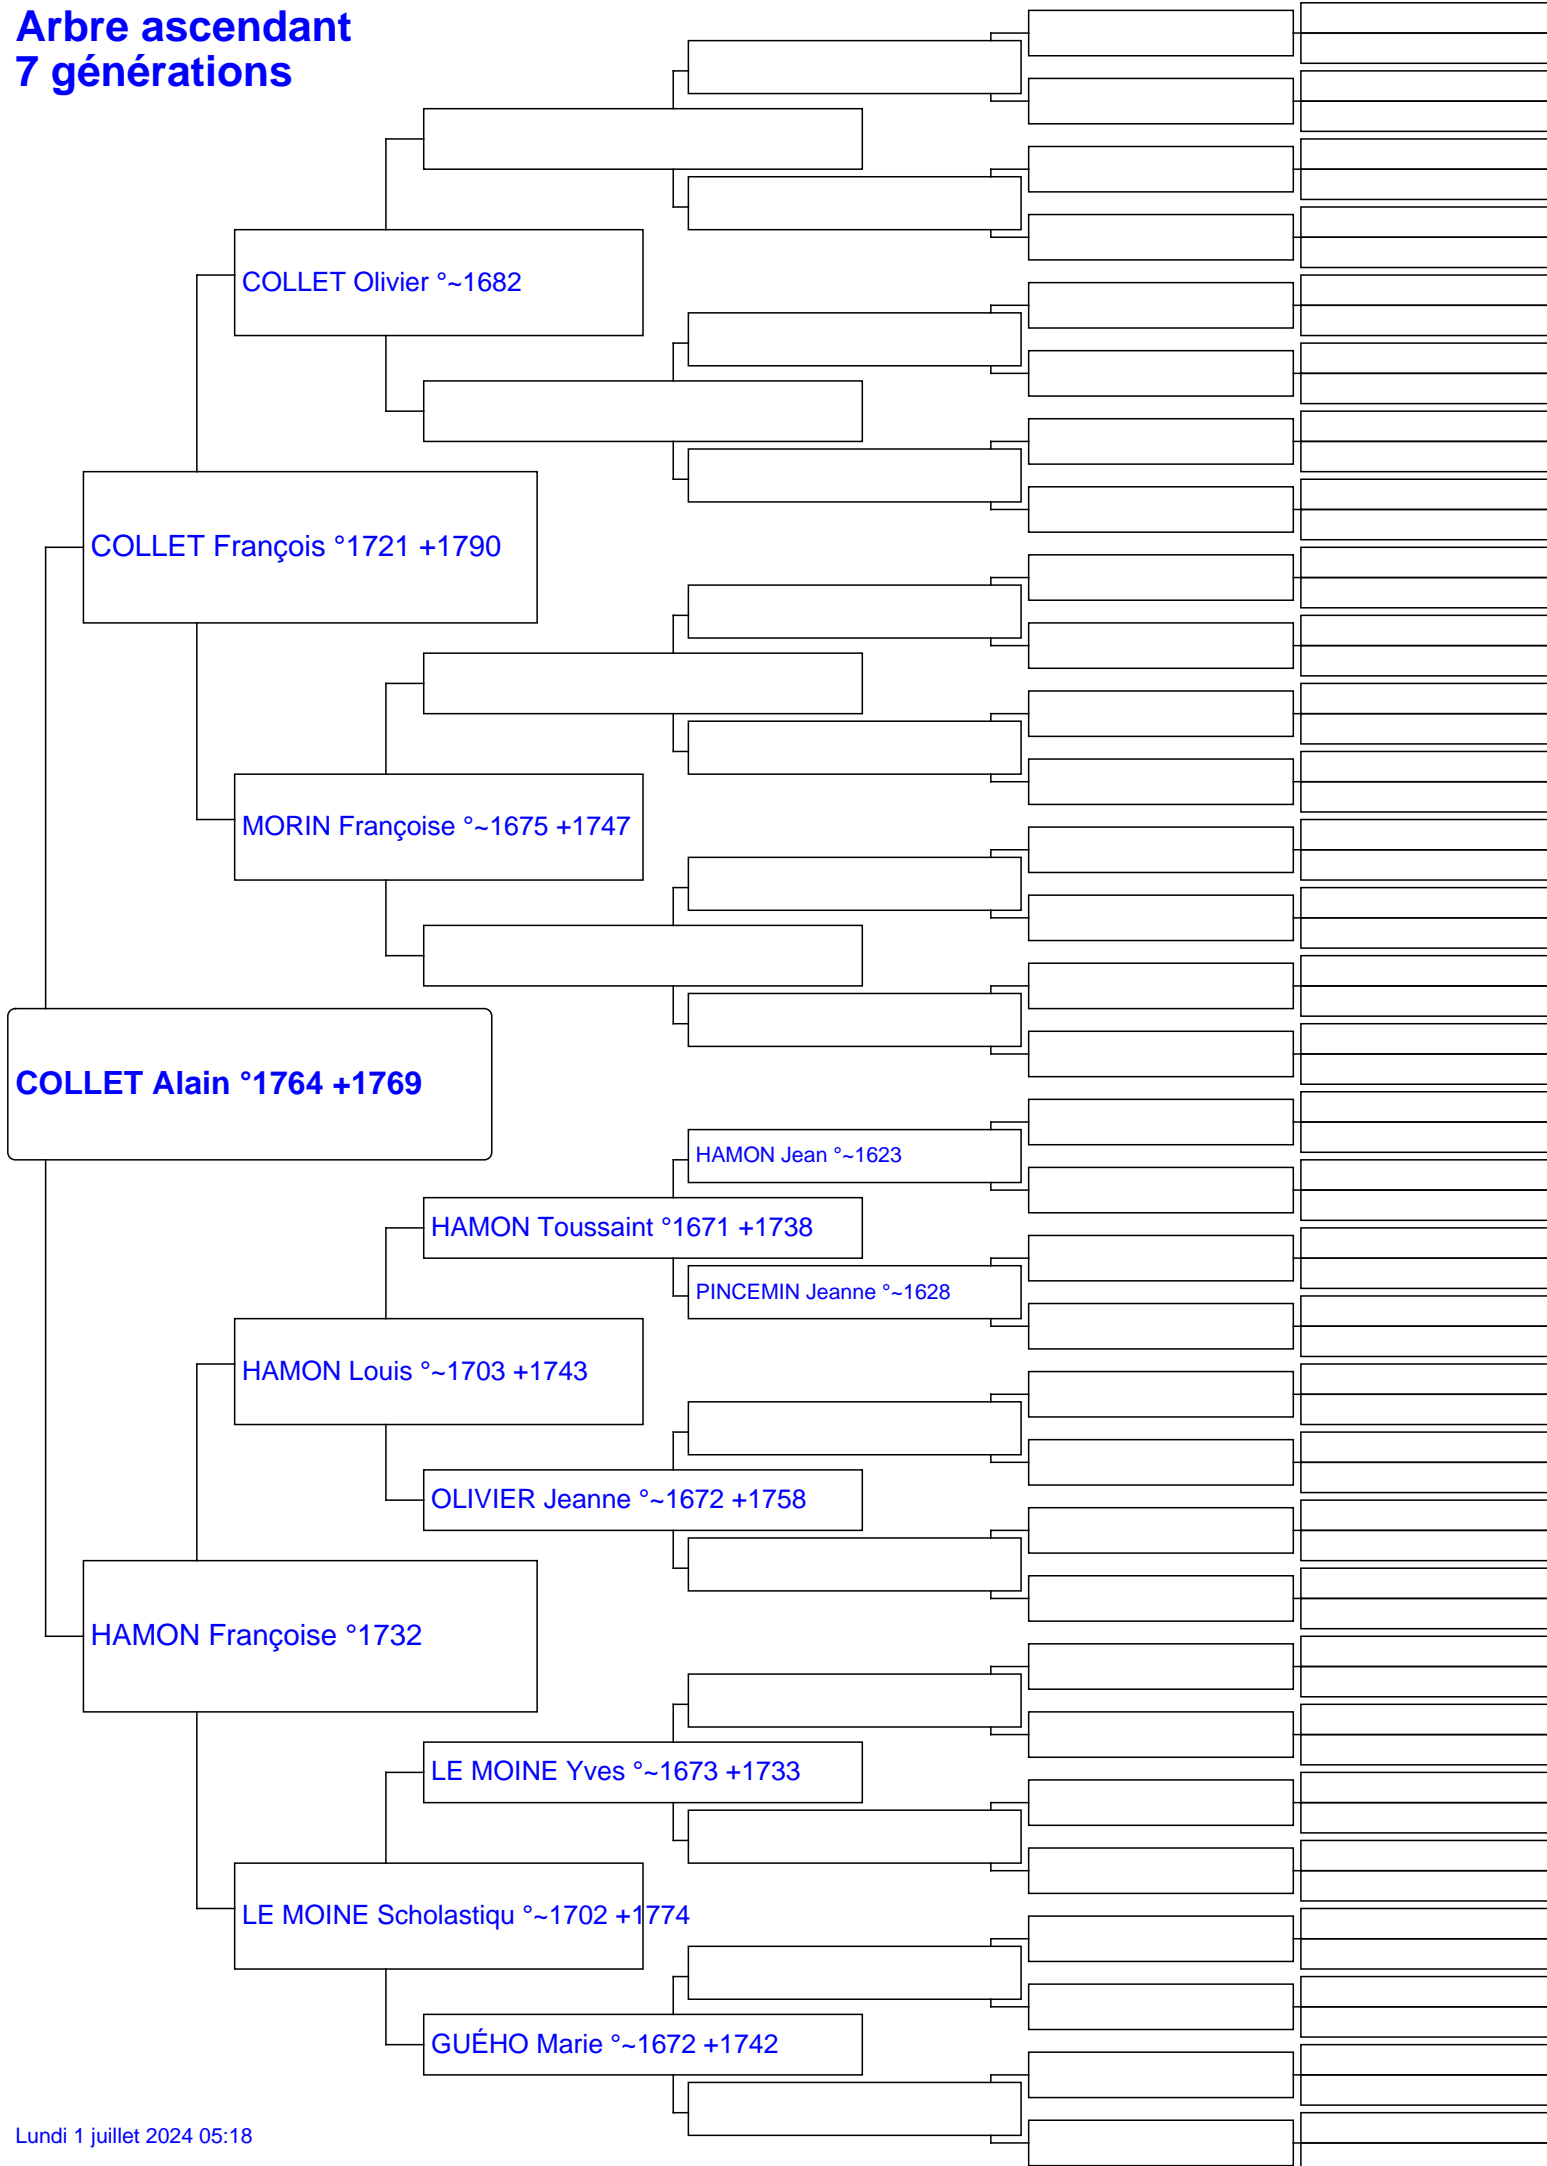 Arbre ascendant
7 générations
COLLET Olivier °~1682
COLLET François °1721 +1790
MORIN Françoise °~1675 +1747
COLLET Alain °1764 +1769
HAMON Jean °~1623
HAMON Toussaint °1671 +1738
PINCEMIN Jeanne °~1628
HAMON Louis °~1703 +1743
OLIVIER Jeanne °~1672 +1758
HAMON Françoise °1732
LE MOINE Yves °~1673 +1733
LE MOINE Scholastiqu °~1702 +1774
GUÉHO Marie °~1672 +1742
Lundi 1 juillet 2024 05:18